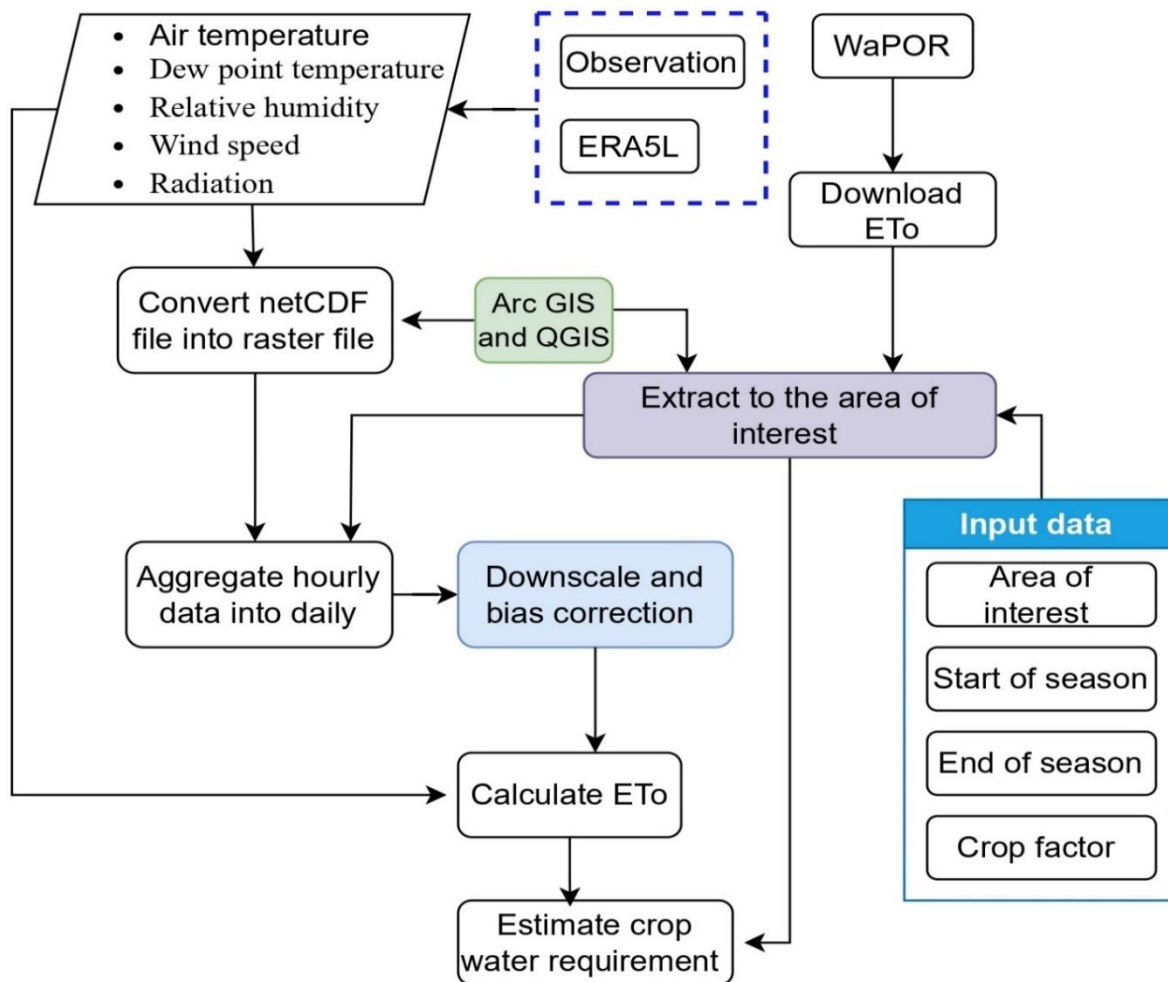 • Air temperature
• Dew point temperature
• Relative humidity
• Wind speed
• Radiation
Observation
ERA5L
WaPOR
Download
ETo
Convert netCDF
file into raster file
Arc GIS
and QGIS
Extract to the area of
interest
Aggregate hourly
data into daily
Downscale and
bias correction
Input data
Area of
interest
Start of season
End of season
Crop factor
Calculate ETo
Estimate crop
water requirement